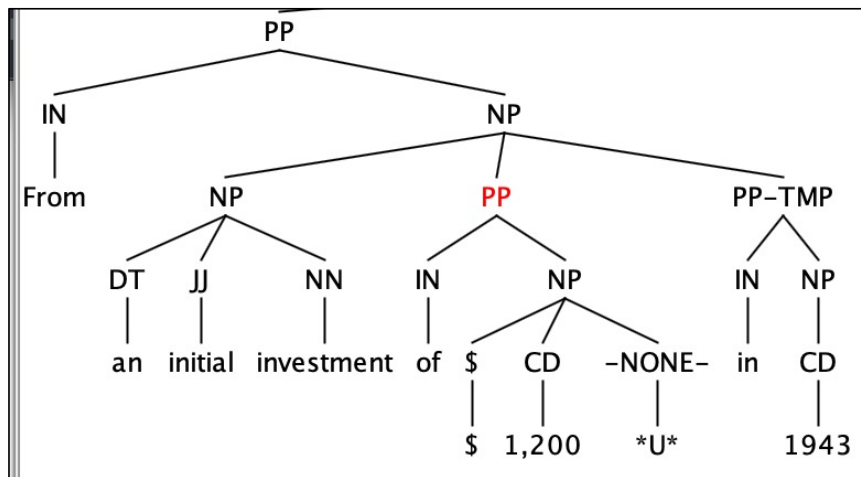 PP
IN NP
From NP PP PP-TMP
DT JJ NN IN NP IN NP
an initial investment of $ CD -NONE- in CD
$ 1,200 *U* 1943